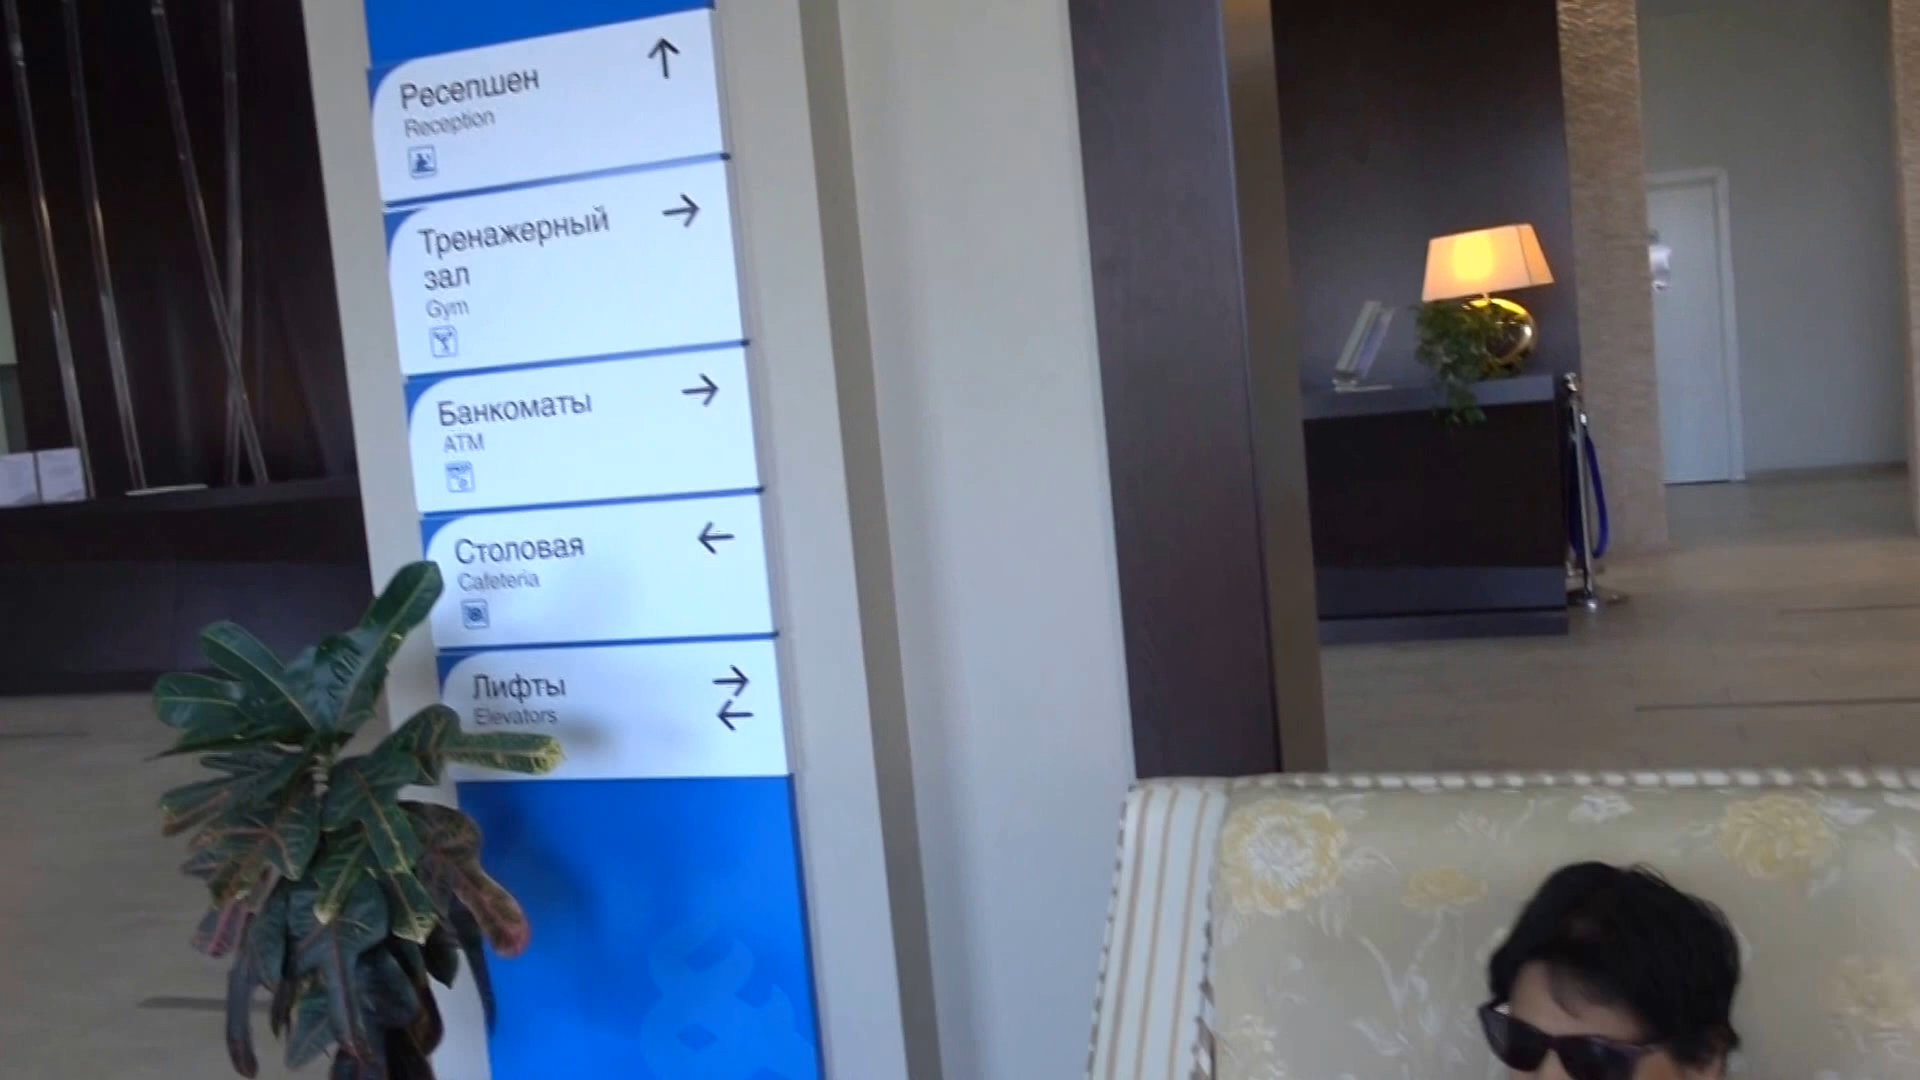 Ресепшен
Reception
Тренажерный
зал
Gym
Банкоматы
ATM
Столовая
Cafeteria
Лифты
Elevators